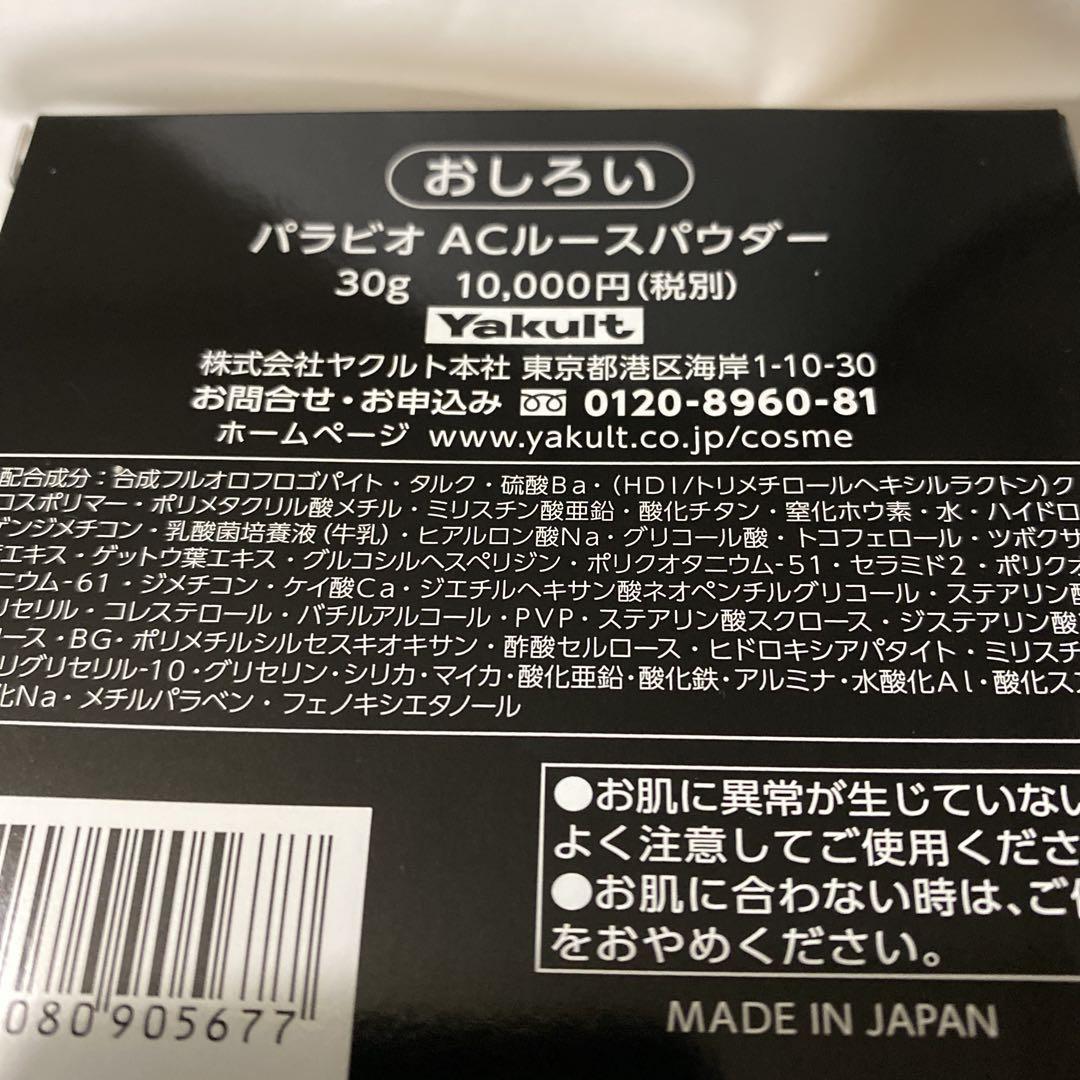 おしろい
パラビオ ACルースパウダー
30g 10,000円(税別)
Yakult
株式会社ヤクルト本社 東京都港区海岸1-10-30
お問合せ・お申込み 0120-8960-81
ホームページ www.yakult.co.jp/cosme
配合成分：合成フルオロフロゴパイト・タルク・硫酸Ba・(HDI/トリメチロールヘキシルラクトン)ク
コスポリマー・ポリメタクリル酸メチル・ミリスチン酸亜鉛・酸化チタン・窒化ホウ素・水・ハイドロ
ゲンジメチコン・乳酸菌培養液(牛乳)・ヒアルロン酸Na・グリコール酸・トコフェロール・ツボクサ
エキス・ゲットウ葉エキス・グルコシルヘスペリジン・ポリクオタニウム-51・セラミド2・ポリクオ
ニウム-61・ジメチコン・ケイ酸Ca・ジエチルヘキサン酸ネオペンチルグリコール・ステアリン酸
リセリル・コレステロール・バチルアルコール・PVP・ステアリン酸スクロース・ジステアリン酸
ース・BG・ポリメチルシルセスキオキサン・酢酸セルロース・ヒドロキシアパタイト・ミリスチ
リグリセリル-10・グリセリン・シリカ・マイカ・酸化亜鉛・酸化鉄・アルミナ・水酸化Al・酸化ス
化Na・メチルパラベン・フェノキシエタノール
●お肌に異常が生じていない
よく注意してご使用くださ
●お肌に合わない時は、ご
をおやめください。
080905677
MADE IN JAPAN